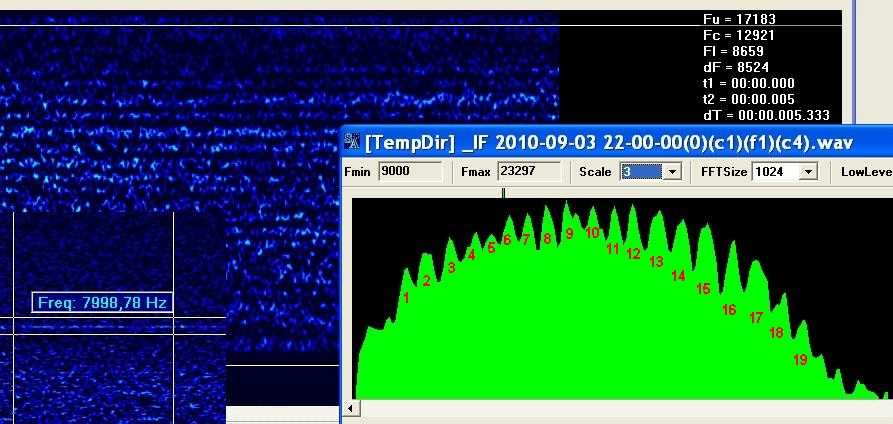 Fu = 17183
Fc = 12921
Fl = 8659
dF = 8524
t1 = 00:00.000
t2 = 00:00.005
dT = 00:00.005.333
[TempDir] _IF 2010-09-03 22-00-00(0)(c1)(f1)(c4).wav
Fmin 9000 Fmax 23297 Scale 3 FFTSize 1024 LowLeve
1 2 3 4 5 6 7 8 9 10 11 12 13 14 15 16 17 18 19
Freq: 7998,78 Hz